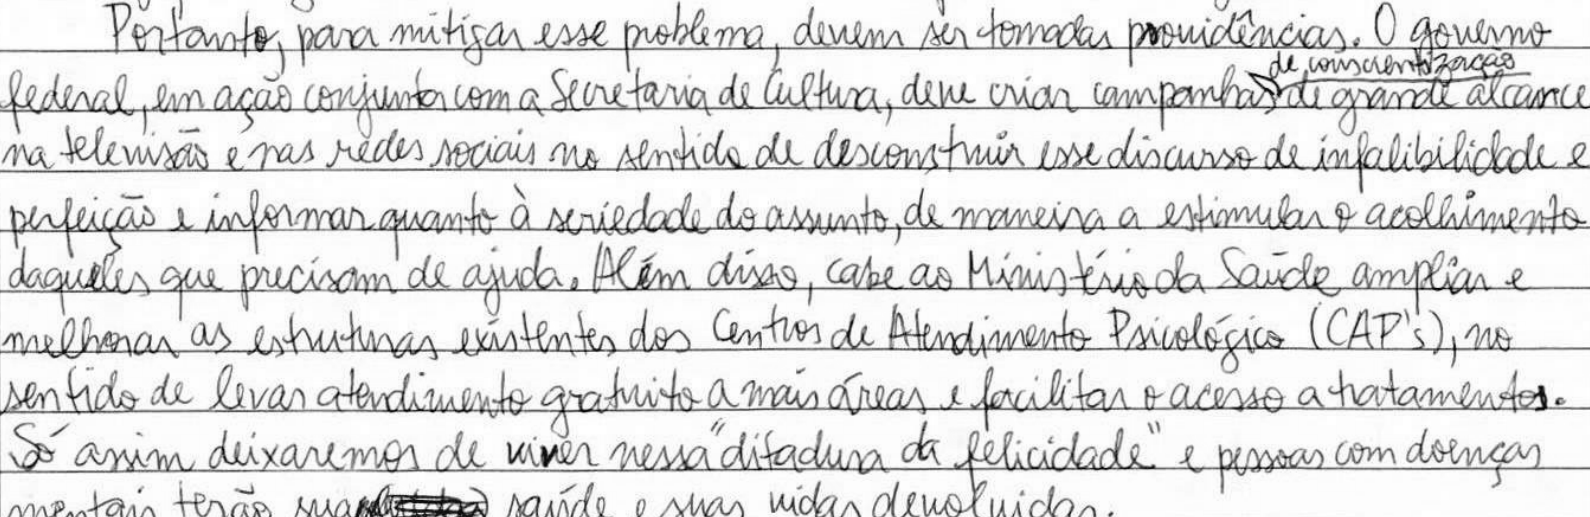 Portanto, para mitigar esse problema, devem ser tomadas providências. O governo
federal, em ação conjunta com a Secretaria de Cultura, deve criar campanhas de conscientização de grande alcance
na televisão e nas redes sociais no sentido de desconstruir esse discurso de infalibilidade e
perfeição e informar quanto à seriedade do assunto, de maneira a estimular o acolhimento
daqueles que precisam de ajuda. Além disso, cabe ao Ministério da Saúde ampliar e
melhorar as estruturas existentes dos Centros de Atendimento Psicológico (CAP's), no
sentido de levar atendimento gratuito a mais áreas e facilitar o acesso a tratamentos.
Só assim deixaremos de viver nessa "ditadura da felicidade" e pessoas com doenças
mentais terão sua saúde e suas vidas devolvidas.